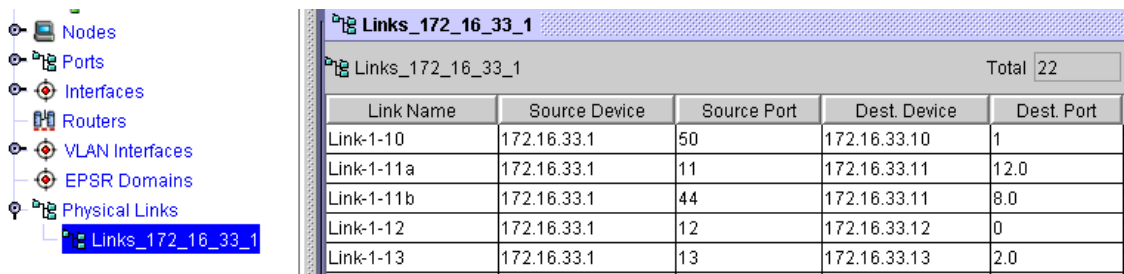 Nodes
Ports
Interfaces
Routers
VLAN Interfaces
EPSR Domains
Physical Links
Links_172_16_33_1
Links_172_16_33_1
Links_172_16_33_1 Total 22
Link Name Source Device Source Port Dest. Device Dest. Port
Link-1-10 172.16.33.1 50 172.16.33.10 1
Link-1-11a 172.16.33.1 11 172.16.33.11 12.0
Link-1-11b 172.16.33.1 44 172.16.33.11 8.0
Link-1-12 172.16.33.1 12 172.16.33.12 0
Link-1-13 172.16.33.1 13 172.16.33.13 2.0